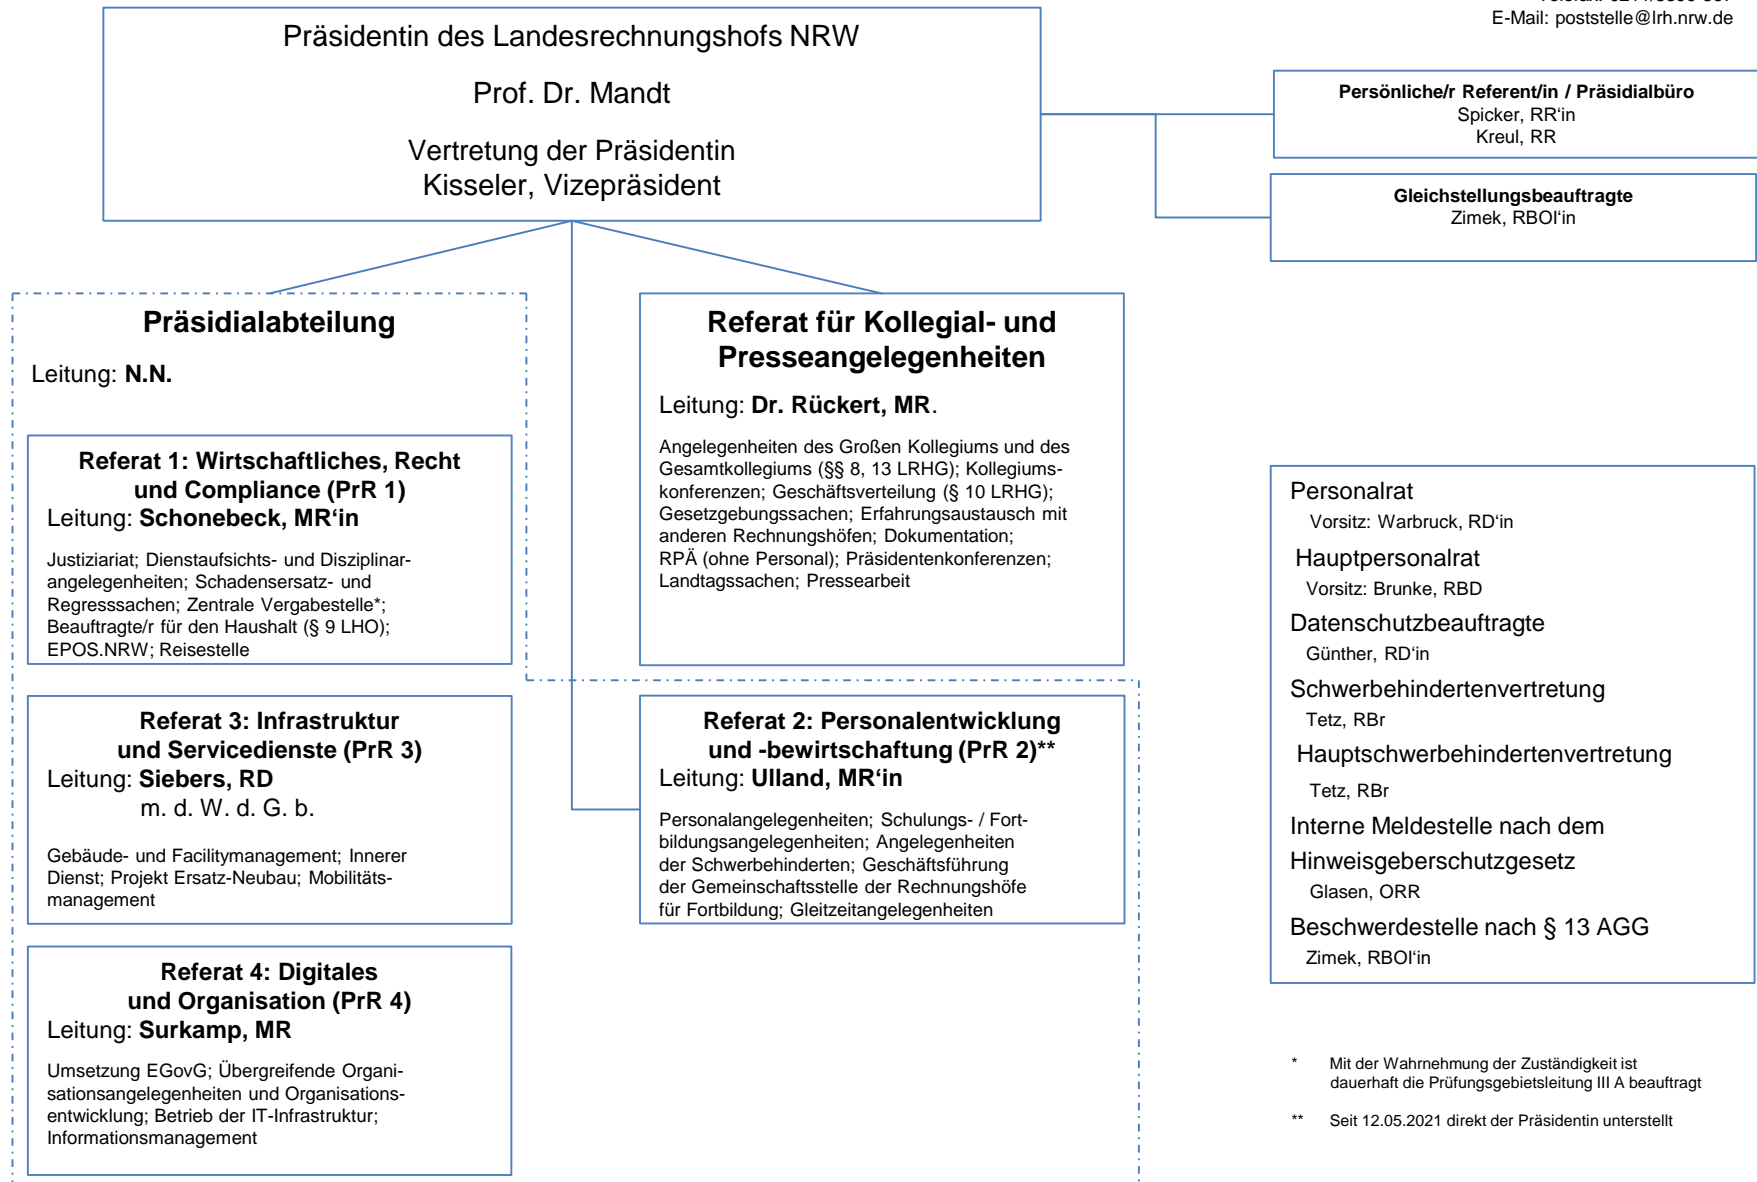 E-Mail: poststelle@lrh.nrw.de
Präsidentin des Landesrechnungshofs NRW
Prof. Dr. Mandt
Vertretung der Präsidentin
Kisseler, Vizepräsident
Persönliche/r Referent/in / Präsidialbüro
Spicker, RR‘in
Kreul, RR
Gleichstellungsbeauftragte
Zimek, RBOI‘in
Präsidialabteilung
Leitung: N.N.
Referat für Kollegial- und
Presseangelegenheiten
Leitung: Dr. Rückert, MR.
Angelegenheiten des Großen Kollegiums und des
Gesamtkollegiums (§§ 8, 13 LRHG); Kollegiums-
konferenzen; Geschäftsverteilung (§ 10 LRHG);
Gesetzgebungssachen; Erfahrungsaustausch mit
anderen Rechnungshöfen; Dokumentation;
RPÄ (ohne Personal); Präsidentenkonferenzen;
Landtagssachen; Pressearbeit
Referat 1: Wirtschaftliches, Recht
und Compliance (PrR 1)
Leitung: Schonebeck, MR‘in
Justiziariat; Dienstaufsichts- und Disziplinar-
angelegenheiten; Schadensersatz- und
Regresssachen; Zentrale Vergabestelle*;
Beauftragte/r für den Haushalt (§ 9 LHO);
EPOS.NRW; Reisestelle
Referat 3: Infrastruktur
und Servicedienste (PrR 3)
Leitung: Siebers, RD
m. d. W. d. G. b.
Gebäude- und Facilitymanagement; Innerer
Dienst; Projekt Ersatz-Neubau; Mobilitäts-
management
Referat 2: Personalentwicklung
und -bewirtschaftung (PrR 2)**
Leitung: Ulland, MR‘in
Personalangelegenheiten; Schulungs- / Fort-
bildungsangelegenheiten; Angelegenheiten
der Schwerbehinderten; Geschäftsführung
der Gemeinschaftsstelle der Rechnungshöfe
für Fortbildung; Gleitzeitangelegenheiten
Referat 4: Digitales
und Organisation (PrR 4)
Leitung: Surkamp, MR
Umsetzung EGovG; Übergreifende Organi-
sationsangelegenheiten und Organisations-
entwicklung; Betrieb der IT-Infrastruktur;
Informationsmanagement
Personalrat
Vorsitz: Warbruck, RD‘in
Hauptpersonalrat
Vorsitz: Brunke, RBD
Datenschutzbeauftragte
Günther, RD‘in
Schwerbehindertenvertretung
Tetz, RBr
Hauptschwerbehindertenvertretung
Tetz, RBr
Interne Meldestelle nach dem
Hinweisgeberschutzgesetz
Glasen, ORR
Beschwerdestelle nach § 13 AGG
Zimek, RBOI‘in
* Mit der Wahrnehmung der Zuständigkeit ist
dauerhaft die Prüfungsgebietsleitung III A beauftragt
** Seit 12.05.2021 direkt der Präsidentin unterstellt